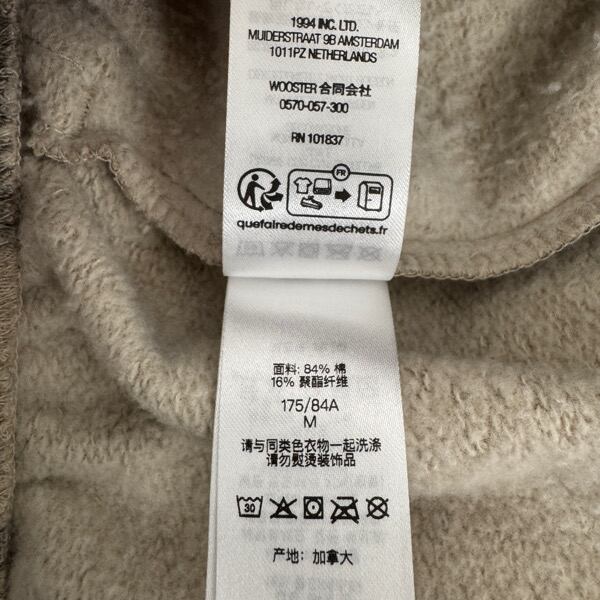 1994 INC. LTD.
MUIDERSTRAAT 9B AMSTERDAM
1011PZ NETHERLANDS
WOOSTER 合同会社
0570-057-300
RN 101837
FR
quefairedemesdechets.fr
面料: 84% 棉
16% 聚酯纤维
175/84A
M
请与同类色衣物一起洗涤
请勿熨烫装饰品
30
产地: 加拿大